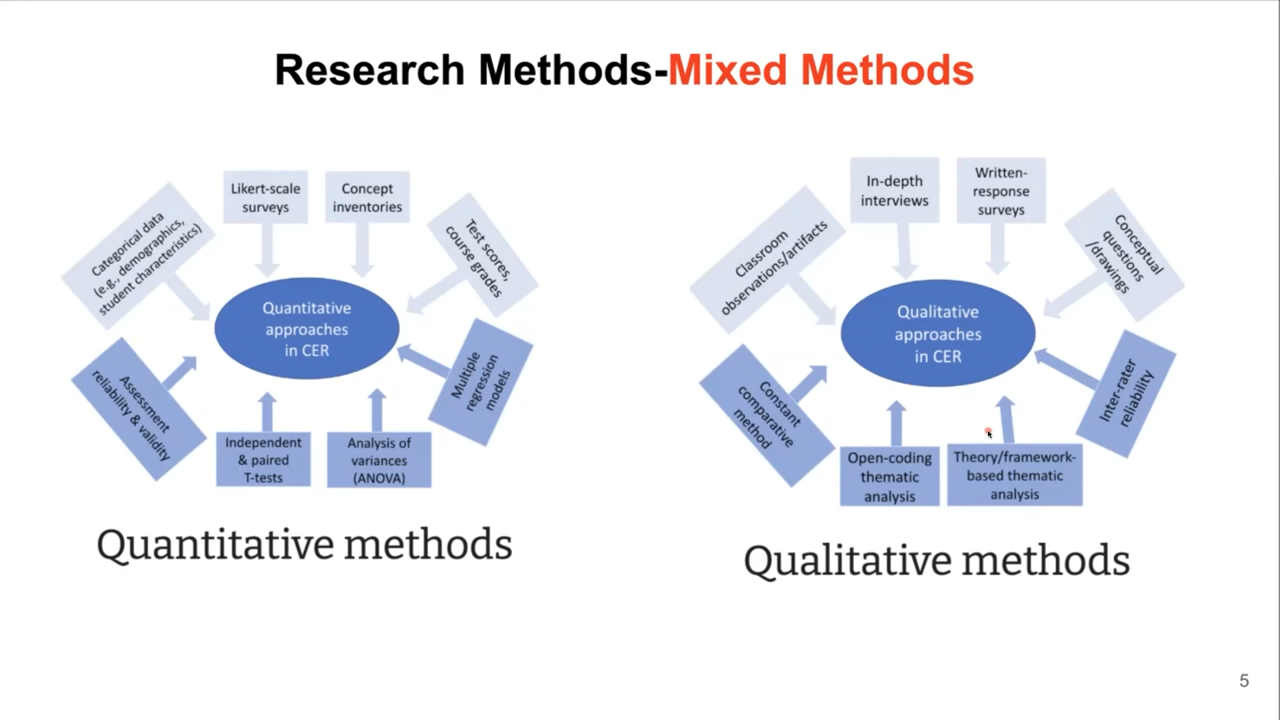 Research Methods-Mixed Methods
Categorical data
(e.g., demographics,
student characteristics)
Likert-scale
surveys
Concept
inventories
Test scores,
course grades
Quantitative
approaches
in CER
Assessment
reliability & validity
Independent
& paired
T-tests
Analysis of
variances
(ANOVA)
Multiple
regression
models
Quantitative methods
Classroom
observations/artifacts
In-depth
interviews
Written-
response
surveys
Conceptual
questions
/drawings
Qualitative
approaches
in CER
Constant
comparative
method
Open-coding
thematic
analysis
Theory/framework-
based thematic
analysis
Inter-rater
reliability
Qualitative methods
5